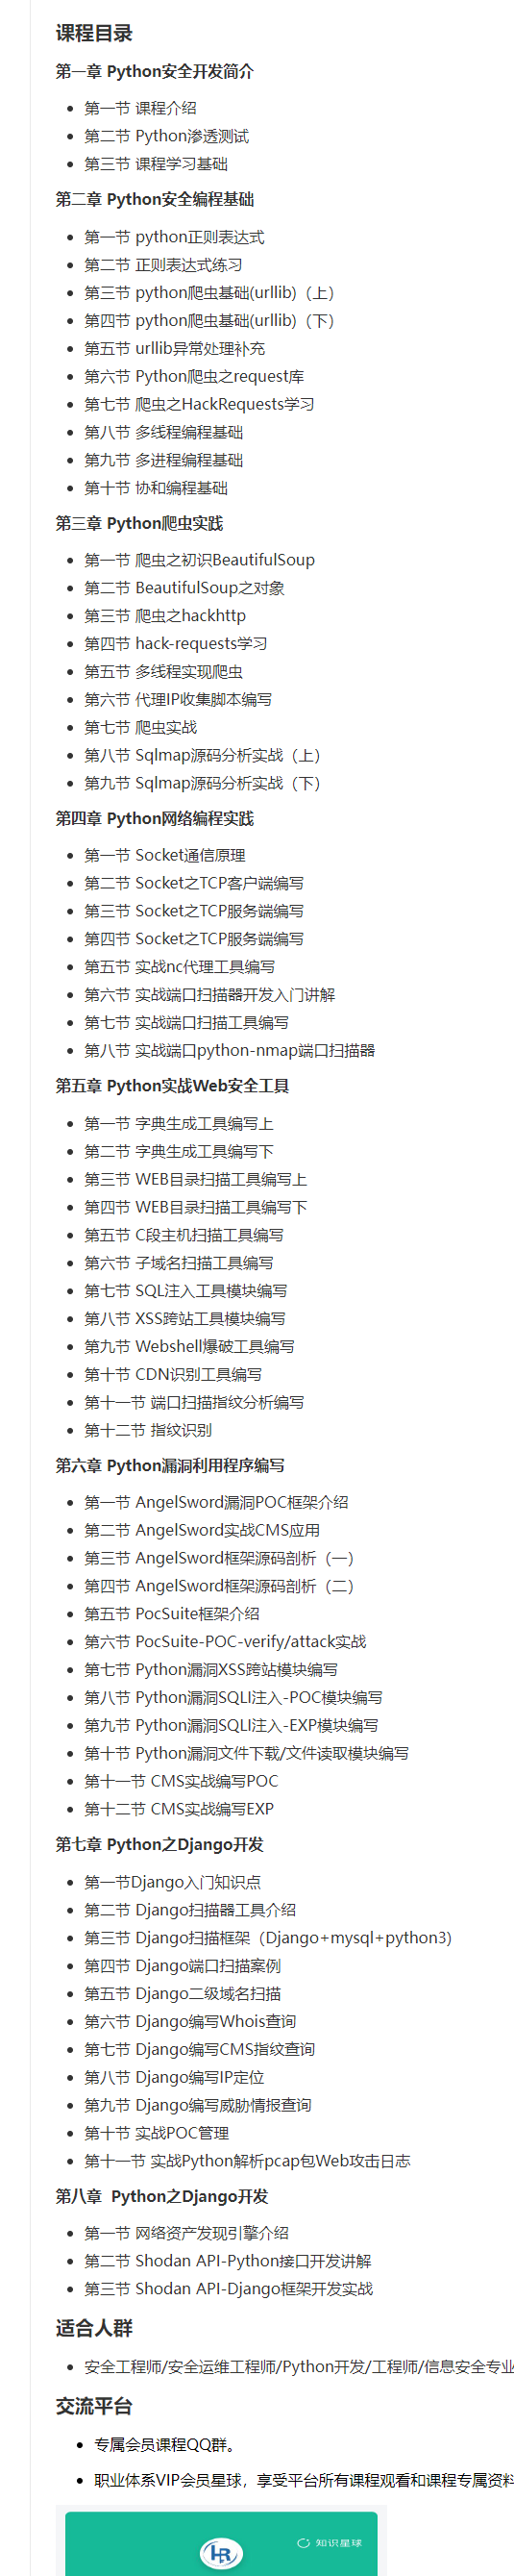 课程目录
第一章 Python安全开发简介
第一节 课程介绍
第二节 Python渗透测试
第三节 课程学习基础
第二章 Python安全编程基础
第一节 python正则表达式
第二节 正则表达式练习
第三节 python爬虫基础(urllib)（上）
第四节 python爬虫基础(urllib)（下）
第五节 urllib异常处理补充
第六节 Python爬虫之request库
第七节 爬虫之HackRequests学习
第八节 多线程编程基础
第九节 多进程编程基础
第十节 协和编程基础
第三章 Python爬虫实践
第一节 爬虫之初识BeautifulSoup
第二节 BeautifulSoup之对象
第三节 爬虫之hackhttp
第四节 hack-requests学习
第五节 多线程实现爬虫
第六节 代理IP收集脚本编写
第七节 爬虫实战
第八节 Sqlmap源码分析实战（上）
第九节 Sqlmap源码分析实战（下）
第四章 Python网络编程实践
第一节 Socket通信原理
第二节 Socket之TCP客户端编写
第三节 Socket之TCP服务端编写
第四节 Socket之TCP服务端编写
第五节 实战nc代理工具编写
第六节 实战端口扫描器开发入门讲解
第七节 实战端口扫描工具编写
第八节 实战端口python-nmap端口扫描器
第五章 Python实战Web安全工具
第一节 字典生成工具编写上
第二节 字典生成工具编写下
第三节 WEB目录扫描工具编写上
第四节 WEB目录扫描工具编写下
第五节 C段主机扫描工具编写
第六节 子域名扫描工具编写
第七节 SQL注入工具模块编写
第八节 XSS跨站工具模块编写
第九节 Webshell爆破工具编写
第十节 CDN识别工具编写
第十一节 端口扫描指纹分析编写
第十二节 指纹识别
第六章 Python漏洞利用程序编写
第一节 AngelSword漏洞POC框架介绍
第二节 AngelSword实战CMS应用
第三节 AngelSword框架源码剖析（一）
第四节 AngelSword框架源码剖析（二）
第五节 PocSuite框架介绍
第六节 PocSuite-POC-verify/attack实战
第七节 Python漏洞XSS跨站模块编写
第八节 Python漏洞SQLI注入-POC模块编写
第九节 Python漏洞SQLI注入-EXP模块编写
第十节 Python漏洞文件下载/文件读取模块编写
第十一节 CMS实战编写POC
第十二节 CMS实战编写EXP
第七章 Python之Django开发
第一节Django入门知识点
第二节 Django扫描器工具介绍
第三节 Django扫描框架（Django+mysql+python3）
第四节 Django端口扫描案例
第五节 Django二级域名扫描
第六节 Django编写Whois查询
第七节 Django编写CMS指纹查询
第八节 Django编写IP定位
第九节 Django编写威胁情报查询
第十节 实战POC管理
第十一节 实战Python解析pcap包Web攻击日志
第八章 Python之Django开发
第一节 网络资产发现引擎介绍
第二节 Shodan API-Python接口开发讲解
第三节 Shodan API-Django框架开发实战
适合人群
安全工程师/安全运维工程师/Python开发/工程师/信息安全专业
交流平台
专属会员课程QQ群。
职业体系VIP会员星球，享受平台所有课程观看和课程专属资料
HR
知识星球